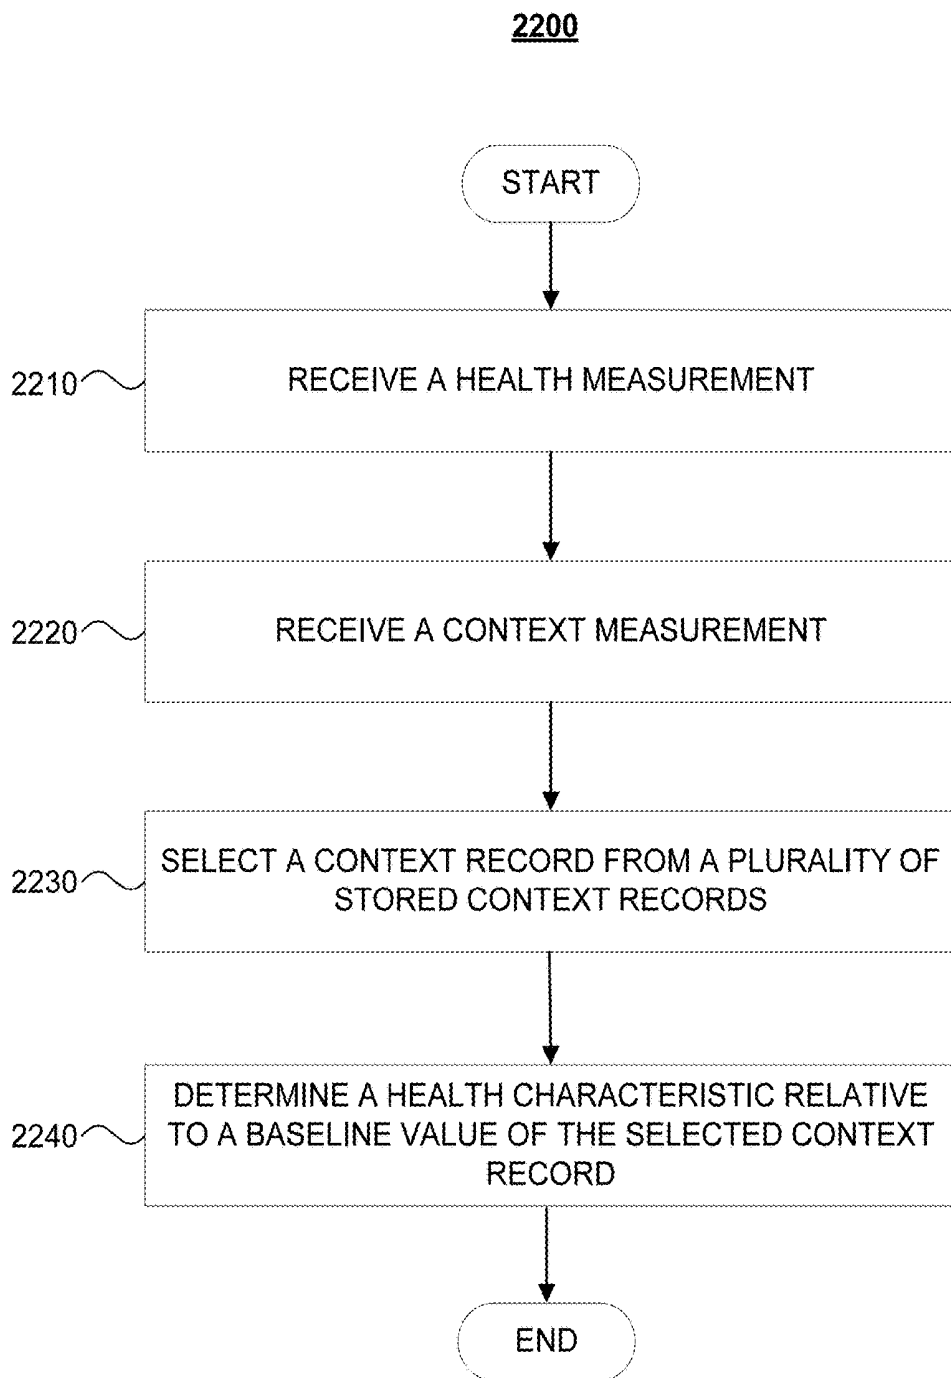 2200
START
2210
RECEIVE A HEALTH MEASUREMENT
2220
RECEIVE A CONTEXT MEASUREMENT
2230
SELECT A CONTEXT RECORD FROM A PLURALITY OF
STORED CONTEXT RECORDS
2240
DETERMINE A HEALTH CHARACTERISTIC RELATIVE
TO A BASELINE VALUE OF THE SELECTED CONTEXT
RECORD
END